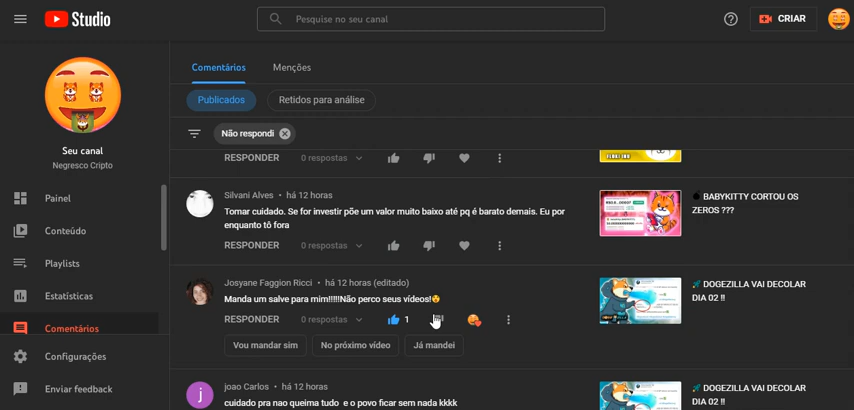 Studio
Pesquise no seu canal
CRIAR
Seu canal
Negresco Cripto
Painel
Conteúdo
Playlists
Estatísticas
Comentários
Configurações
Enviar feedback
Comentários Menções
Publicados Retidos para análise
Não respondi
RESPONDER 0 respostas
Silvani Alves • há 12 horas
Tomar cuidado. Se for investir põe um valor muito baixo até pq é barato demais. Eu por
enquanto tô fora
RESPONDER 0 respostas
BABYKITTY CORTOU OS
ZEROS ???
Josyane Faggion Ricci • há 12 horas (editado)
Manda um salve para mim!!!!!Não perco seus vídeos!😲
RESPONDER 0 respostas 1
Vou mandar sim No próximo vídeo Já mandei
🚀 DOGEZILLA VAI DECOLAR
DIA 02 !!
j
joao Carlos • há 12 horas
cuidado pra nao queima tudo e o povo ficar sem nada kkkk
🚀 DOGEZILLA VAI DECOLAR
DIA 02 !!